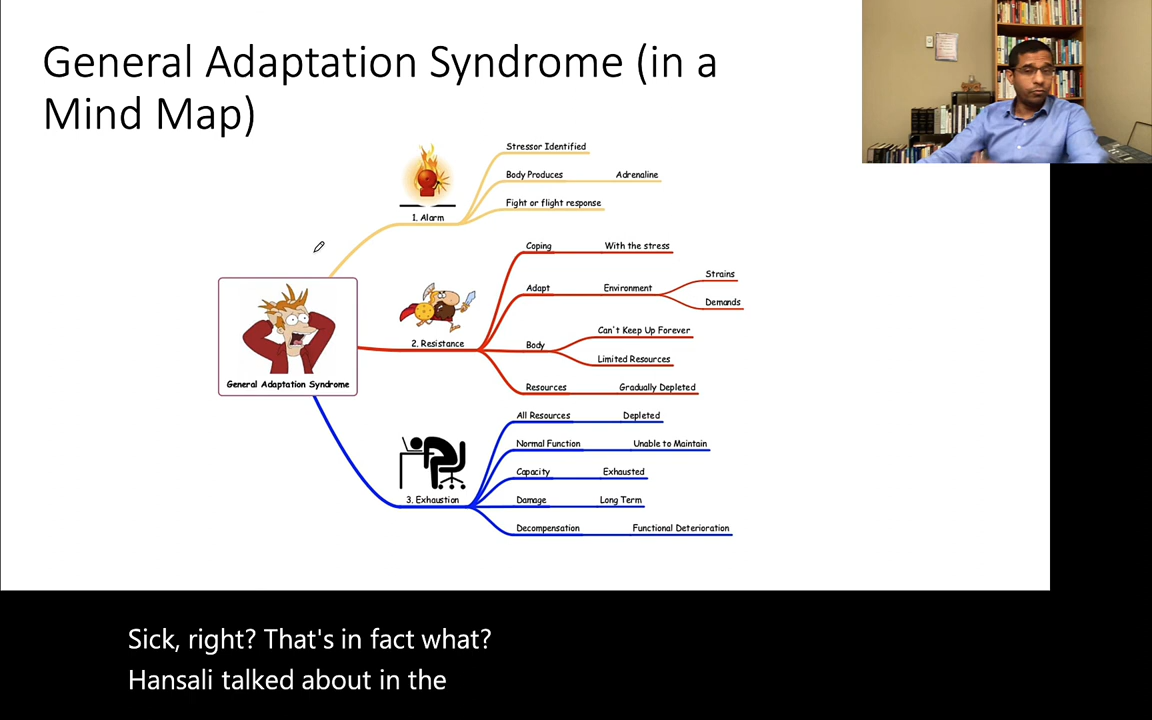 General Adaptation Syndrome (in a
Mind Map)
Stressor Identified
Body Produces Adrenaline
Fight or flight response
1. Alarm
Coping With the stress
Adapt Environment
Strains
Demands
2. Resistance
Body
Can't Keep Up Forever
Limited Resources
Resources Gradually Depleted
General Adaptation Syndrome
All Resources Depleted
Normal Function Unable to Maintain
Capacity Exhausted
3. Exhaustion
Damage Long Term
Decompensation Functional Deterioration
Sick, right? That's in fact what?
Hansali talked about in the